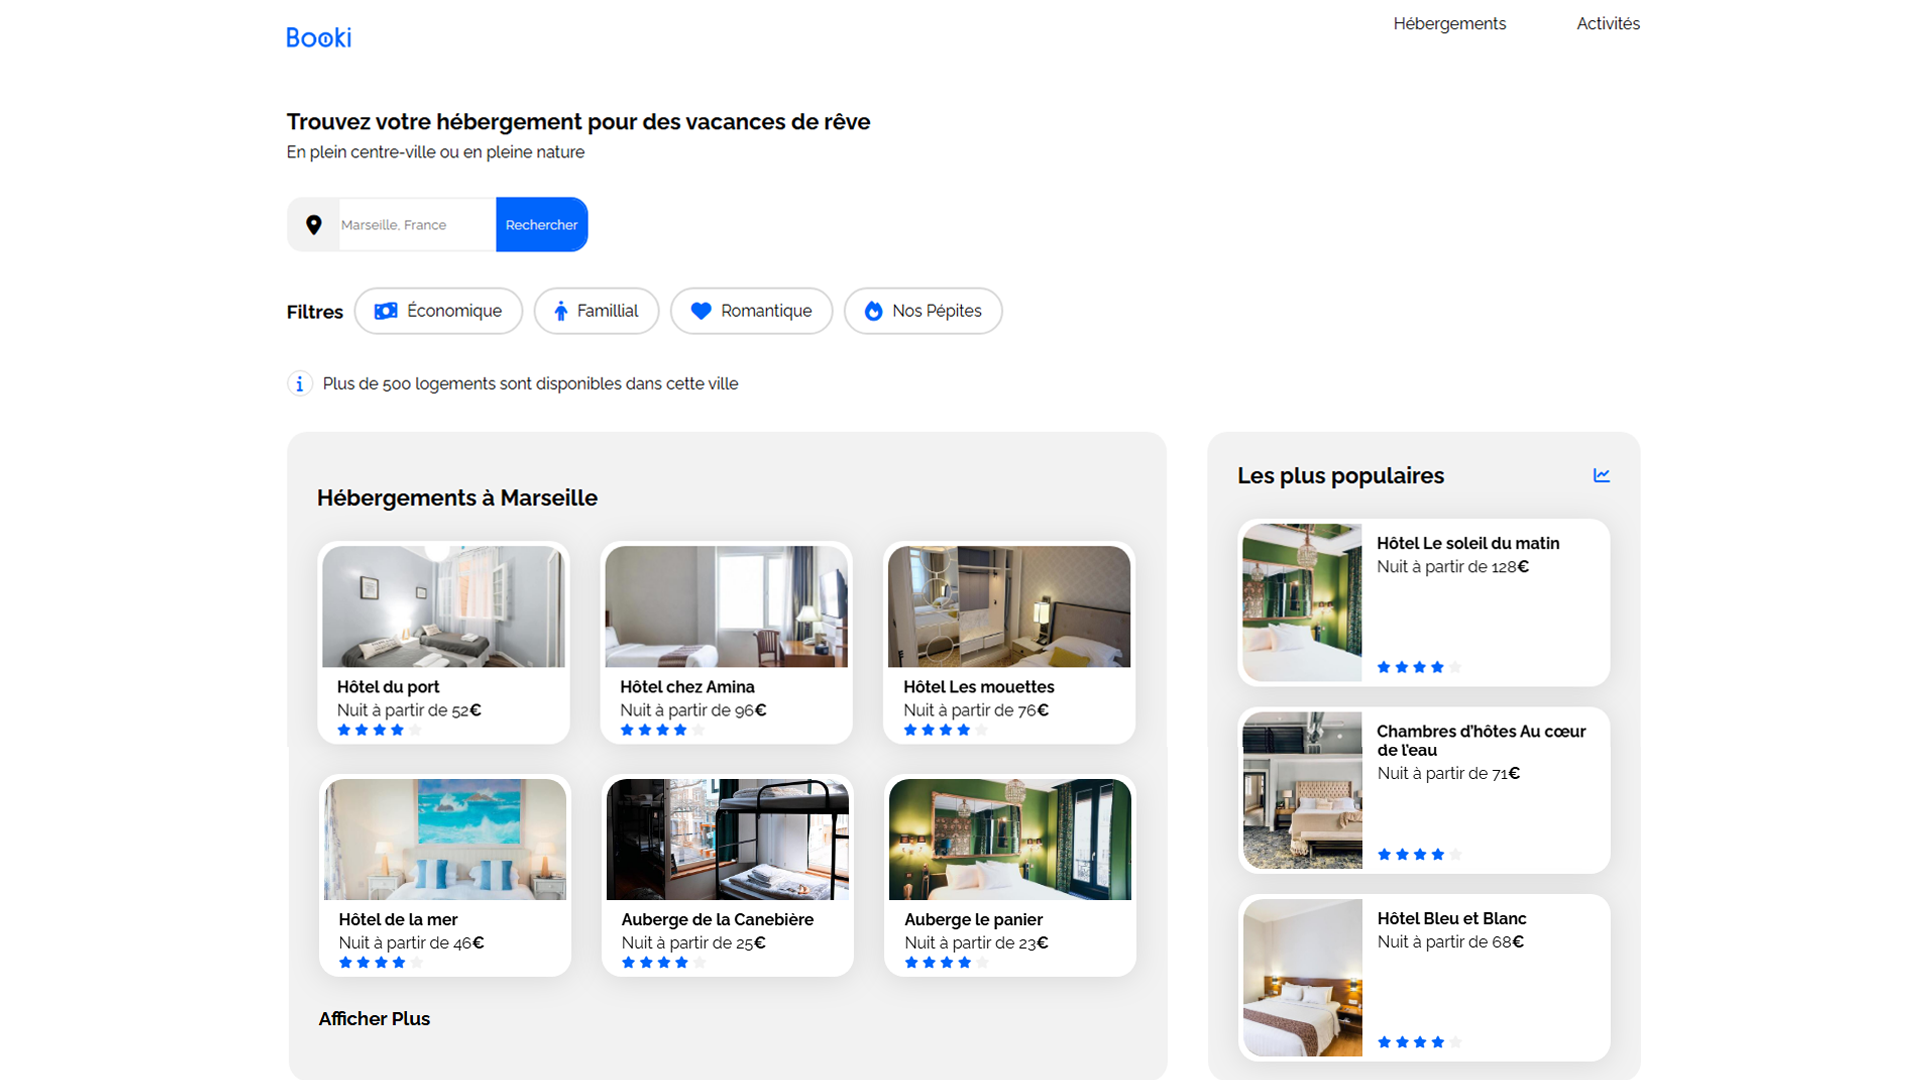 Booki
Hébergements
Activités
Trouvez votre hébergement pour des vacances de rêve
En plein centre-ville ou en pleine nature
Marseille, France
Rechercher
Filtres
Économique
Famillial
Romantique
Nos Pépites
Plus de 500 logements sont disponibles dans cette ville
Hébergements à Marseille
Hôtel du port
Nuit à partir de 52€
Hôtel chez Amina
Nuit à partir de 96€
Hôtel Les mouettes
Nuit à partir de 76€
Hôtel de la mer
Nuit à partir de 46€
Auberge de la Canebière
Nuit à partir de 25€
Auberge le panier
Nuit à partir de 23€
Afficher Plus
Les plus populaires
Hôtel Le soleil du matin
Nuit à partir de 128€
Chambres d'hôtes Au cœur
de l'eau
Nuit à partir de 71€
Hôtel Bleu et Blanc
Nuit à partir de 68€